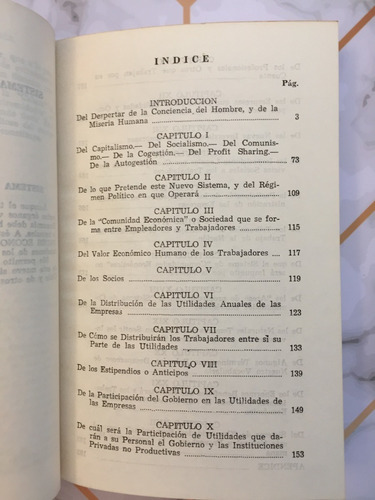 INDICE
Pág.
INTRODUCCION
Del Despertar de la Conciencia del Hombre, y de la
Miseria Humana 3
CAPITULO I
Del Capitalismo.— Del Socialismo.— Del Comunis-
mo.— De la Cogestión.— Del Profit Sharing.—
De la Autogestión 73
CAPITULO II
De lo que Pretende este Nuevo Sistema, y del Régi-
men Político en que Operará 109
CAPITULO III
De la “Comunidad Económica” o Sociedad que se for-
ma entre Empleadores y Trabajadores 115
CAPITULO IV
Del Valor Económico Humano de los Trabajadores 117
CAPITULO V
De los Socios 119
CAPITULO VI
De la Distribución de las Utilidades Anuales de las
Empresas 123
CAPITULO VII
De Cómo se Distribuirán los Trabajadores entre sí su
Parte de las Utilidades 133
CAPITULO VIII
De los Estipendios o Anticipos 139
CAPITULO IX
De la Participación del Gobierno en las Utilidades de
las Empresas 149
CAPITULO X
De cuál será la Participación de Utilidades que da-
rán a su Personal el Gobierno y las Instituciones
Privadas no Productivas 153